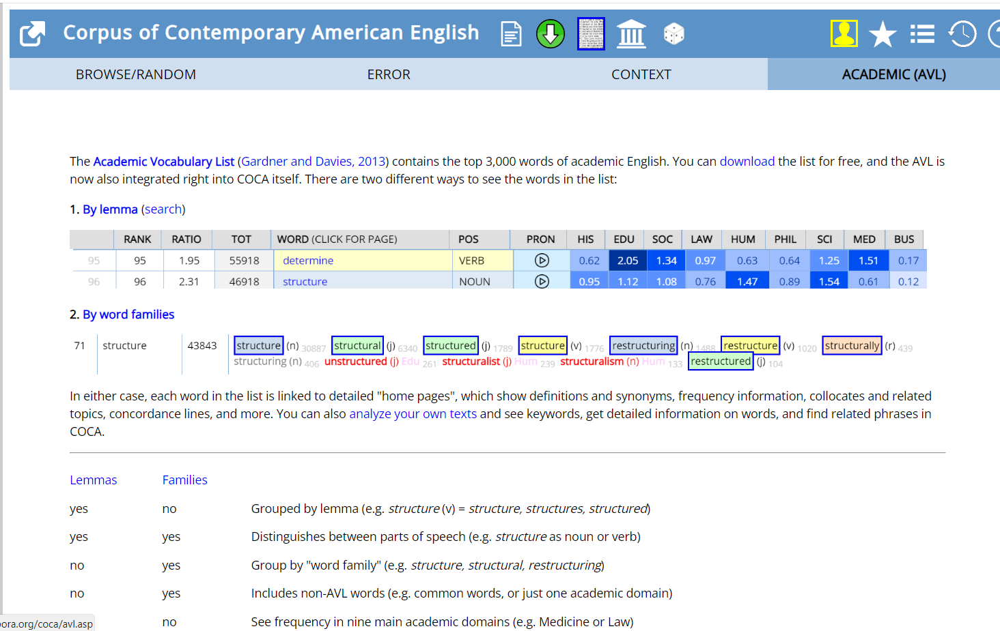 Corpus of Contemporary American English
BROWSE/RANDOM ERROR CONTEXT ACADEMIC (AVL)
The Academic Vocabulary List (Gardner and Davies, 2013) contains the top 3,000 words of academic English. You can download the list for free, and the AVL is
now also integrated right into COCA itself. There are two different ways to see the words in the list:
1. By lemma (search)
RANK RATIO TOT WORD (CLICK FOR PAGE) POS PRON HIS EDU SOC LAW HUM PHIL SCI MED BUS
95 95 1.95 55918 determine VERB 0.62 2.05 1.34 0.97 0.63 0.64 1.25 1.51 0.17
96 96 2.31 46918 structure NOUN 0.95 1.12 1.08 0.76 1.47 0.89 1.54 0.61 0.12
2. By word families
71 structure 43843 structure (n) 30887 structural (j) 6340 structured (j) 1789 structure (v) 1776 restructuring (n) 1488 restructure (v) 1020 structurally (r) 439
structuring (n) 406 unstructured (j) Edu 261 structuralist (j) Hum 239 structuralism (n) Hum 133 restructured (j) 104
In either case, each word in the list is linked to detailed "home pages", which show definitions and synonyms, frequency information, collocates and related
topics, concordance lines, and more. You can also analyze your own texts and see keywords, get detailed information on words, and find related phrases in
COCA.
Lemmas Families
yes no Grouped by lemma (e.g. structure (v) = structure, structures, structured)
yes yes Distinguishes between parts of speech (e.g. structure as noun or verb)
no yes Group by "word family" (e.g. structure, structural, restructuring)
no yes Includes non-AVL words (e.g. common words, or just one academic domain)
no See frequency in nine main academic domains (e.g. Medicine or Law)
ora.org/coca/avl.asp